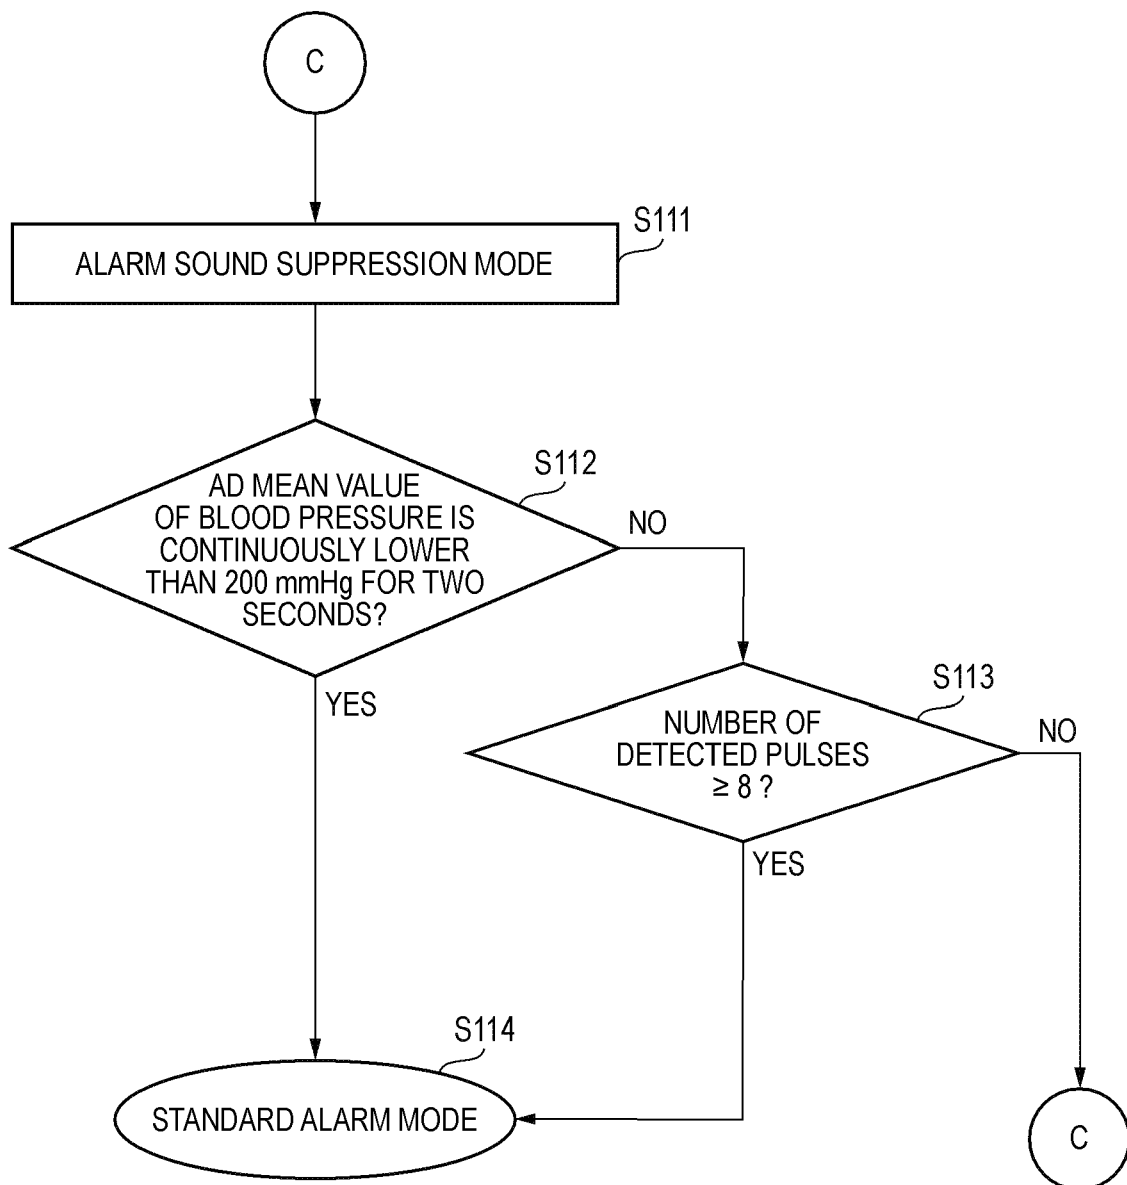 C
S111
ALARM SOUND SUPPRESSION MODE
S112
AD MEAN VALUE
OF BLOOD PRESSURE IS
CONTINUOUSLY LOWER
THAN 200 mmHg FOR TWO
SECONDS?
NO
YES
S113
NUMBER OF
DETECTED PULSES
≥ 8 ?
NO
YES
S114
STANDARD ALARM MODE
C